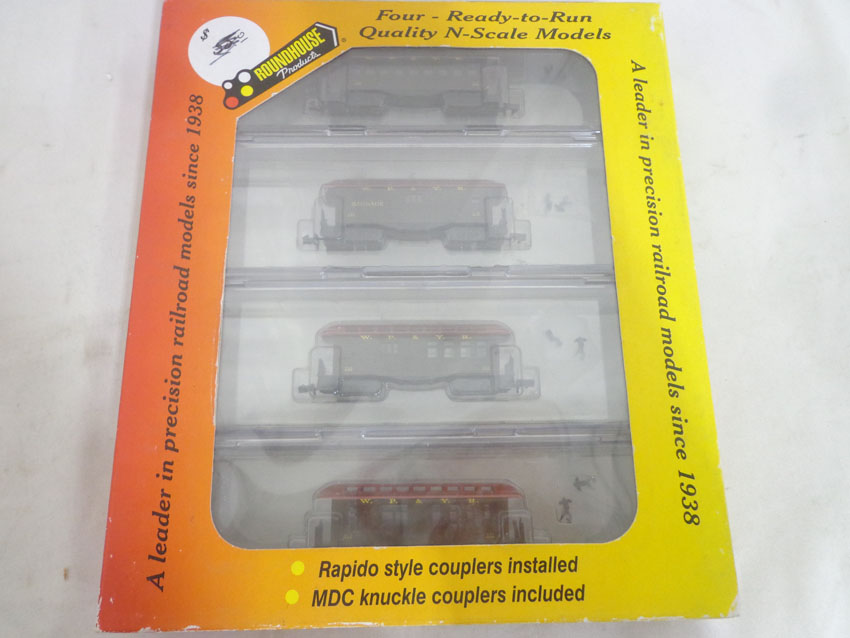 Four - Ready-to-Run
Quality N-Scale Models
ROUNDHOUSE
Products
A leader in precision railroad models since 1938
A leader in precision railroad models since 1938
W. P. & Y. R.
W. P. & Y. R.
W. P. & Y. R.
Rapido style couplers installed
MDC knuckle couplers included